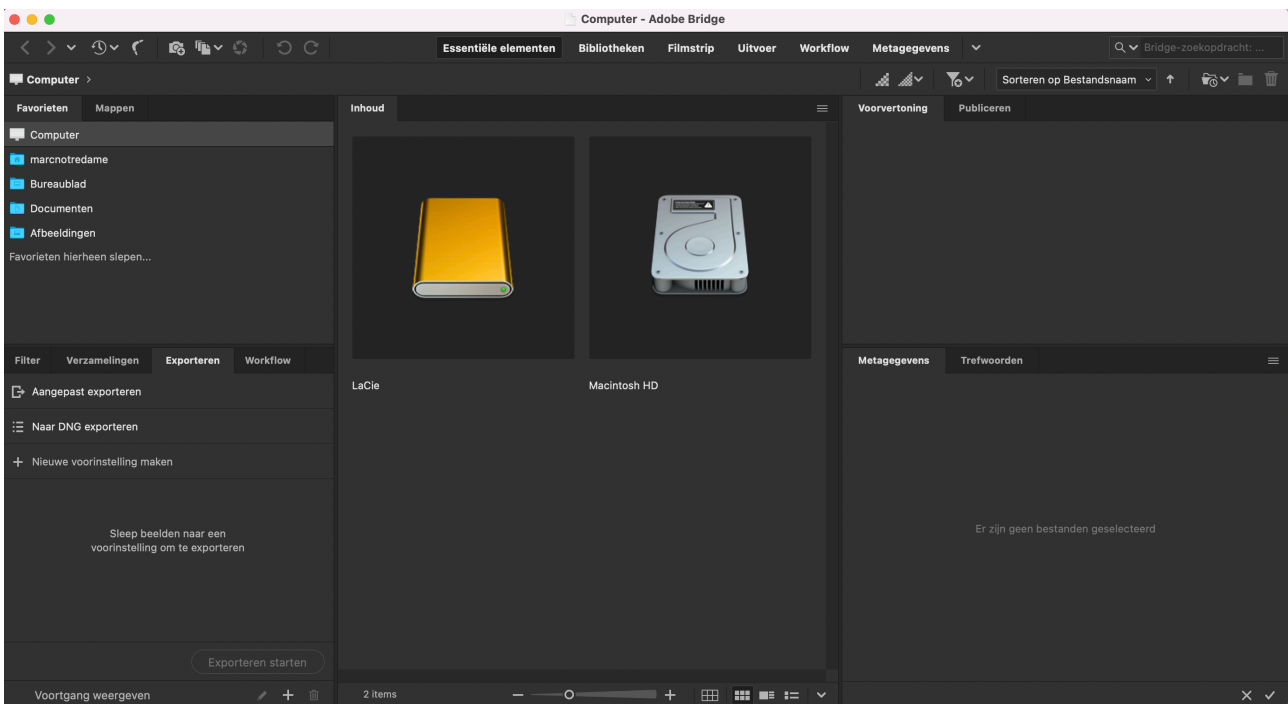 Computer - Adobe Bridge
Essentiële elementen
Bibliotheken
Filmstrip
Uitvoer
Workflow
Metagegevens
Bridge-zoekopdracht: ...
Computer
Sorteren op Bestandsnaam
Favorieten
Mappen
Computer
marcnotredame
Bureaublad
Documenten
Afbeeldingen
Favorieten hierheen slepen...
Filter
Verzamelingen
Exporteren
Workflow
Aangepast exporteren
Naar DNG exporteren
Nieuwe voorinstelling maken
Sleep beelden naar een
voorinstelling om te exporteren
Exporteren starten
Voortgang weergeven
Inhoud
LaCie
Macintosh HD
2 items
Voorvertoning
Publiceren
Metagegevens
Trefwoorden
Er zijn geen bestanden geselecteerd